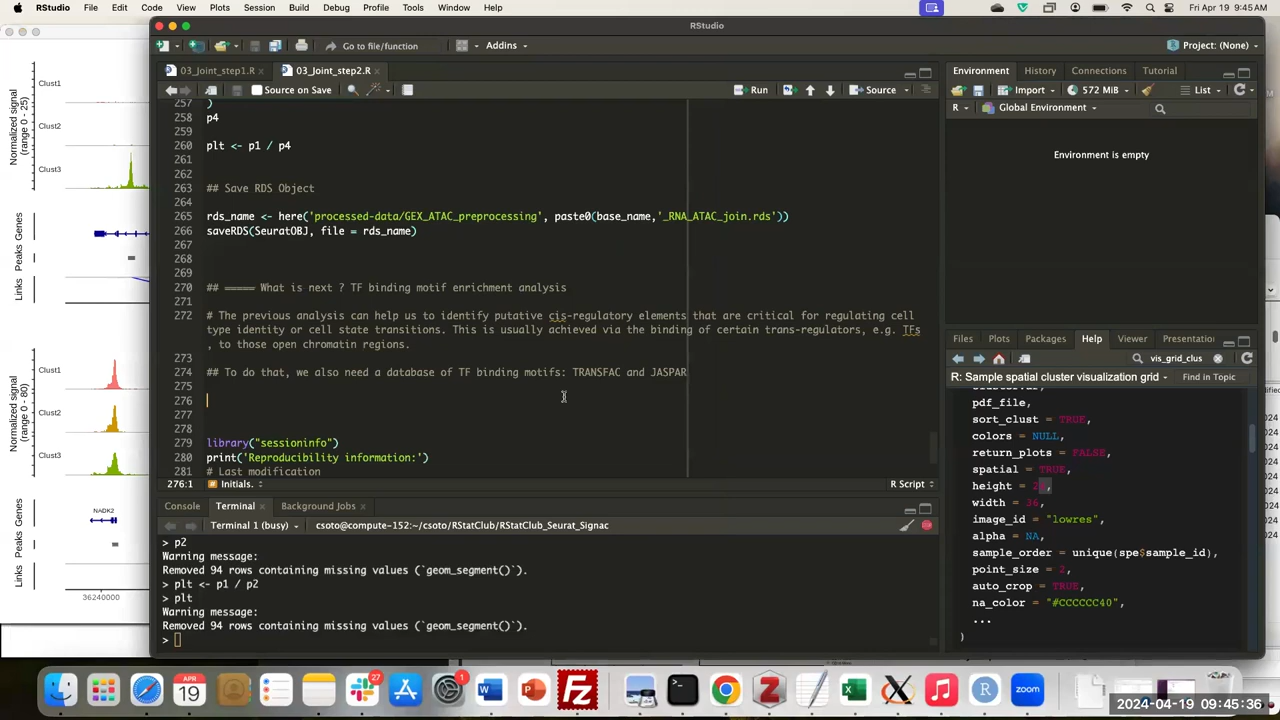 RStudio File Edit Code View Plots Session Build Debug Profile Tools Window Help Fri Apr 19 9:45 AM
RStudio
Go to file/function Addins Project: (None)
03_Joint_step1.R 03_Joint_step2.R
Source on Save Run Source
257 )
258 p4
259
260 plt <- p1 / p4
261
262
263 ## Save RDS Object
264
265 rds_name <- here('processed-data/GEX_ATAC_preprocessing', paste0(base_name,'_RNA_ATAC_join.rds'))
266 saveRDS(SeuratOBJ, file = rds_name)
267
268
269
270 ## ===== What is next ? TF binding motif enrichment analysis
271
272 # The previous analysis can help us to identify putative cis-regulatory elements that are critical for regulating cell
type identity or cell state transitions. This is usually achieved via the binding of certain trans-regulators, e.g. TFs
, to those open chromatin regions.
273
274 ## To do that, we also need a database of TF binding motifs: TRANSFAC and JASPAR
275
276
277
278
279 library("sessioninfo")
280 print('Reproducibility information:')
281 # Last modification
276:1 Initials. R Script
Console Terminal Background Jobs
Terminal 1 (busy) csoto@compute-152:~/csoto/RStatClub/RStatClub_Seurat_Signac
> p2
Warning message:
Removed 94 rows containing missing values (`geom_segment()`).
> plt <- p1 / p2
> plt
Warning message:
Removed 94 rows containing missing values (`geom_segment()`).
>
Environment History Connections Tutorial
Import 572 MiB List
R Global Environment
Environment is empty
Files Plots Packages Help Viewer Presentation
vis_grid_clus
R: Sample spatial cluster visualization grid Find in Topic
pdf_file,
sort_clust = TRUE,
colors = NULL,
return_plots = FALSE,
spatial = TRUE,
height = 24,
width = 36,
image_id = "lowres",
alpha = NA,
sample_order = unique(spe$sample_id),
point_size = 2,
auto_crop = TRUE,
na_color = "#CCCCCC40",
...
)
Normalized signal
(range 0 - 25)
Clust1
Clust2
Clust3
Genes
Peaks
Links
Normalized signal
(range 0 - 80)
Clust1
Clust2
Clust3
Genes
NADK2
Peaks
Links
36240000
APR
19
27
1
zoom
2024-04-19 09:45:36